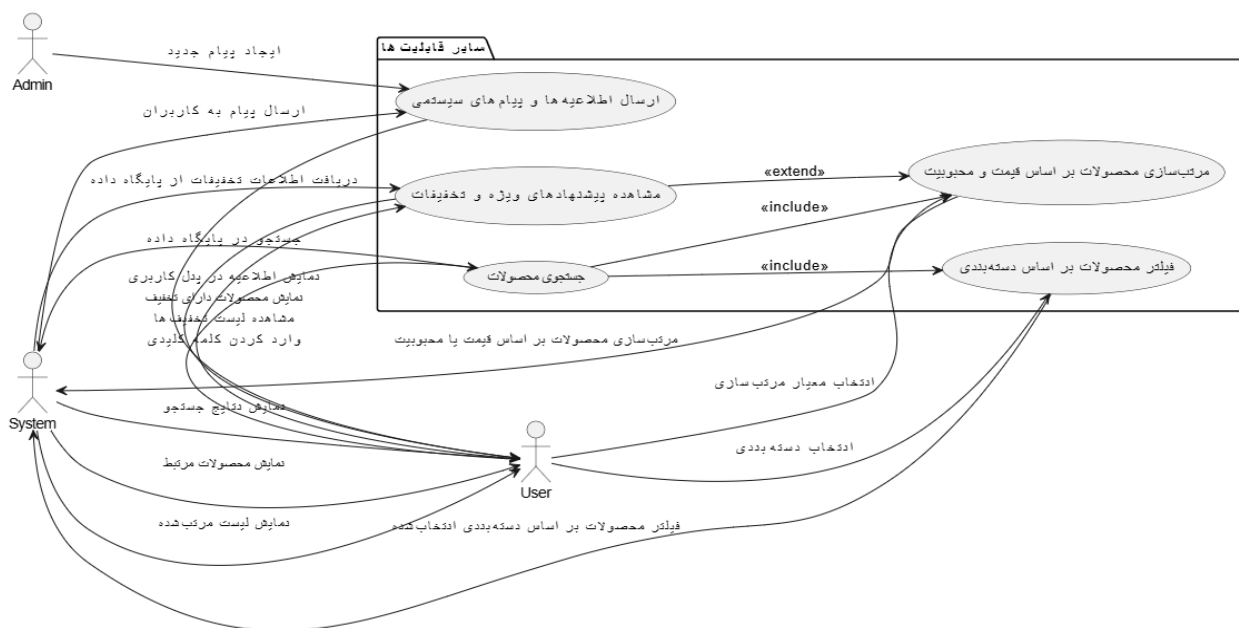 سایر قابلیت ها
ایجاد پیام جدید
Admin
ارسال اطلاعیه ها و پیام های سیستمی
ارسال پیام به کاربران
مرتب‌سازی محصولات بر اساس قیمت و محبوبیت
«extend»
دریافت اطلاعات تخفیفات از پایگاه داده
مشاهده پیشنهادهای ویژه و تخفیفات
«include»
جستجو در پایگاه داده
«include»
فیلتر محصولات بر اساس دسته‌بندی
جستجوی محصولات
نمایش اطلاعیه در پنل کاربری
نمایش محصولات دارای تخفیف
مشاهده لیست تخفیف ها
وارد کردن کلمه کلیدی
مرتب‌سازی محصولات بر اساس قیمت یا محبوبیت
انتخاب معیار مرتب سازی
نمایش نتایج جستجو
System
انتخاب دسته بندی
نمایش محصولات مرتبط
User
نمایش لیست مرتب‌شده
فیلتر محصولات بر اساس دسته‌بندی انتخاب‌شده